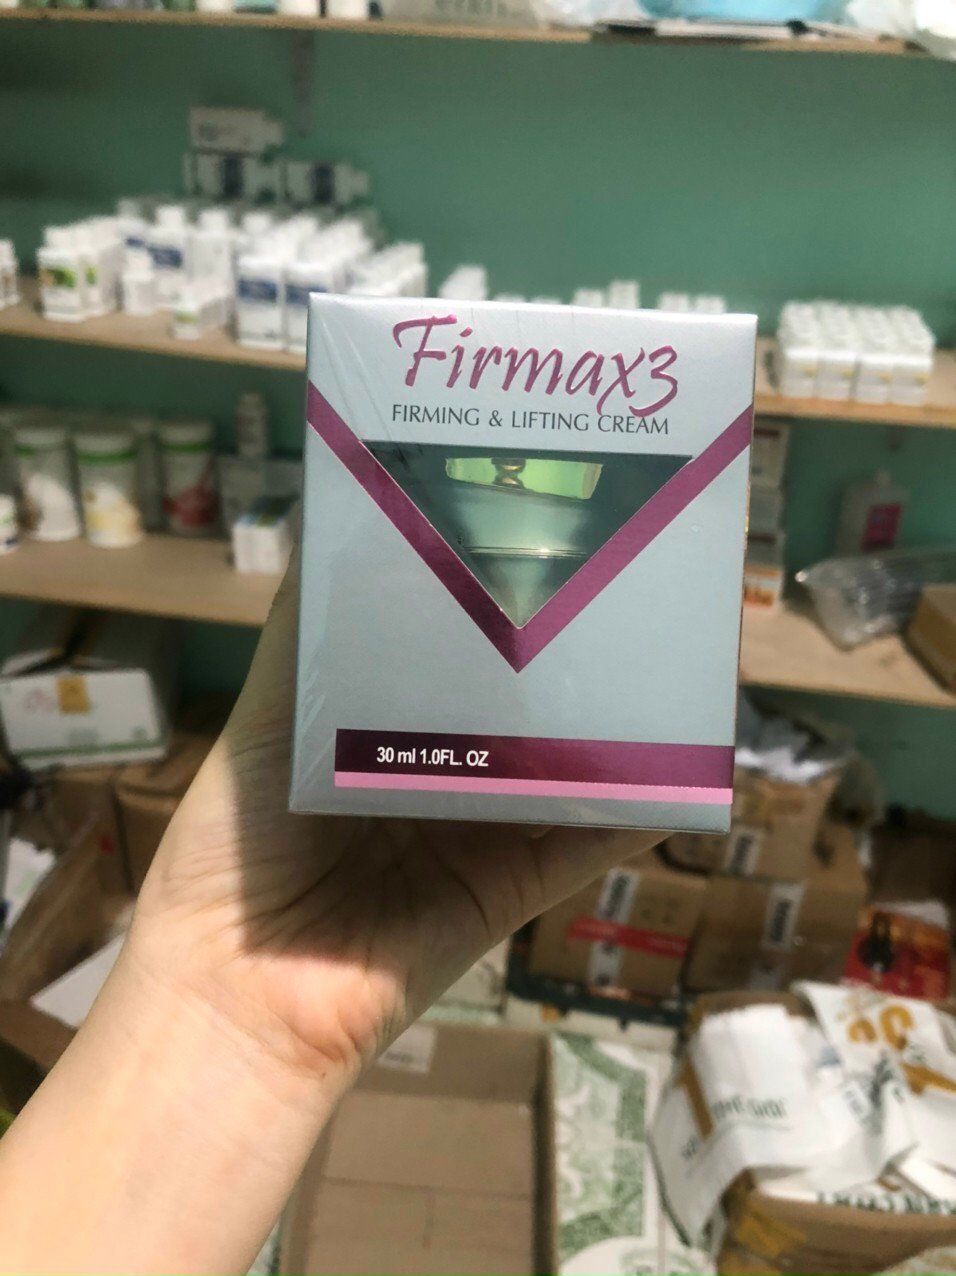 Firmax3
FIRMING & LIFTING CREAM
30 ml 1.0FL. OZ